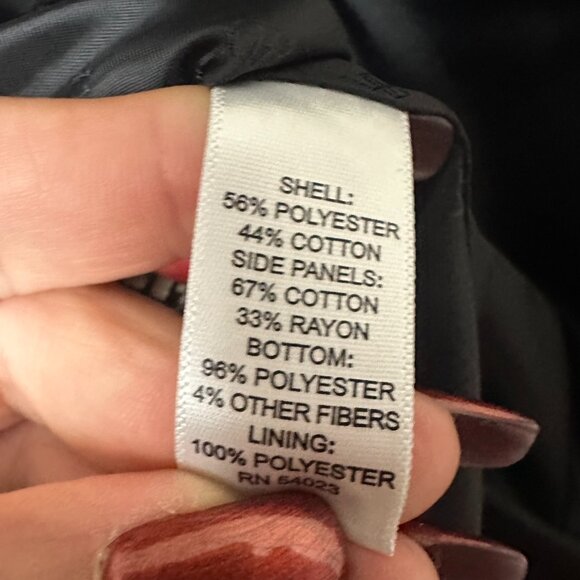 SHELL:
56% POLYESTER
44% COTTON
SIDE PANELS:
67% COTTON
33% RAYON
BOTTOM:
96% POLYESTER
4% OTHER FIBERS
LINING:
100% POLYESTER
RN 54023